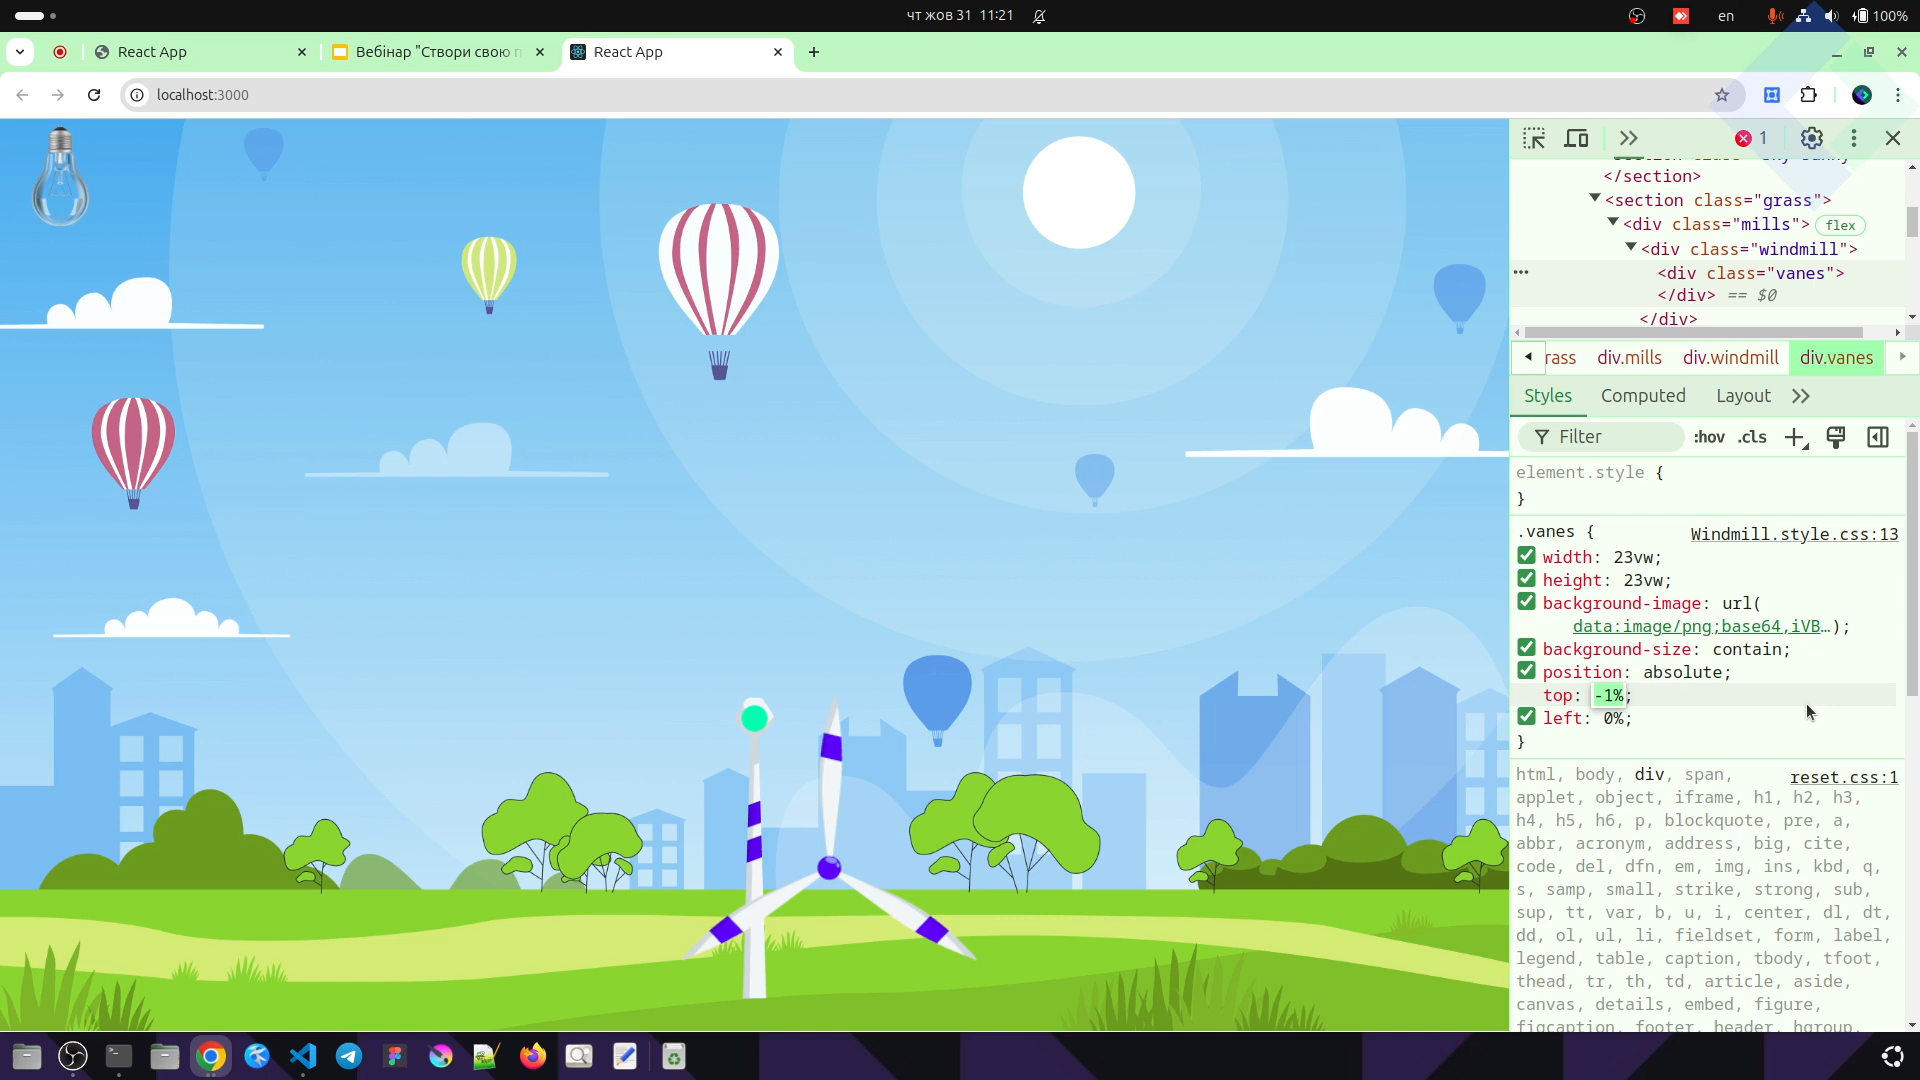 чт жов 31 11:21
en
100%
React App
Вебінар "Створи свою п
React App
localhost:3000
1
</section>
<section class="grass">
<div class="mills"> flex
<div class="windmill">
<div class="vanes">
</div> == $0
</div>
rass div.mills div.windmill div.vanes
Styles Computed Layout
Filter :hov .cls
element.style {
}
.vanes { Windmill.style.css:13
width: 23vw;
height: 23vw;
background-image: url(
data:image/png;base64,iVB…);
background-size: contain;
position: absolute;
top: -1%;
left: 0%;
}
html, body, div, span, reset.css:1
applet, object, iframe, h1, h2, h3,
h4, h5, h6, p, blockquote, pre, a,
abbr, acronym, address, big, cite,
code, del, dfn, em, img, ins, kbd, q,
s, samp, small, strike, strong, sub,
sup, tt, var, b, u, i, center, dl, dt,
dd, ol, ul, li, fieldset, form, label,
legend, table, caption, tbody, tfoot,
thead, tr, th, td, article, aside,
canvas, details, embed, figure,
figcaption, footer, header, hgroup,